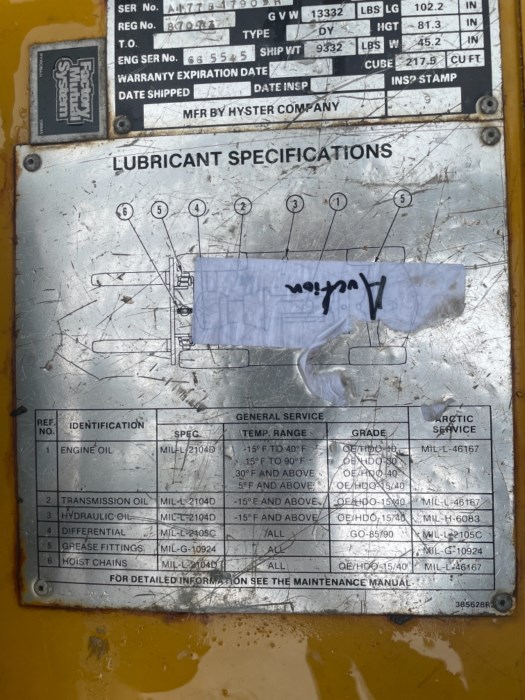 SER No.
REG No.
T.O.
ENG SER No.
GVW 13332 LBS LG 102.2 IN
TYPE DY HGT 81.3 IN
SHIP WT 9332 LBS W 45.2 IN
CUBE 217.8 CU FT
WARRANTY EXPIRATION DATE
INSP STAMP
DATE SHIPPED DATE INSP
MFR BY HYSTER COMPANY
Factory
Mutual
System
LUBRICANT SPECIFICATIONS
6 5 4 2 3 1 5
Auction
REF. NO. IDENTIFICATION GENERAL SERVICE ARCTIC SERVICE
SPEC. TEMP. RANGE GRADE
1 ENGINE OIL MIL-L-2104D -15°F TO 40°F OE/HDO-10 MIL-L-46167
15°F TO 90°F OE/HDO-30
30°F AND ABOVE OE/HDO-40
5°F AND ABOVE OE/HDO-15/40
2 TRANSMISSION OIL MIL-L-2104D -15°F AND ABOVE OE/HDO-15/40 MIL-L-46167
3 HYDRAULIC OIL MIL-L-2104D -15°F AND ABOVE OE/HDO-15/40 MIL-H-6083
4 DIFFERENTIAL MIL-L-2105C ALL GO-85/90 MIL-L-2105C
5 GREASE FITTINGS MIL-G-10924 ALL MIL-G-10924
6 HOIST CHAINS MIL-L-2104D ALL OE/HDO-15/40 MIL-L-46167
FOR DETAILED INFORMATION SEE THE MAINTENANCE MANUAL